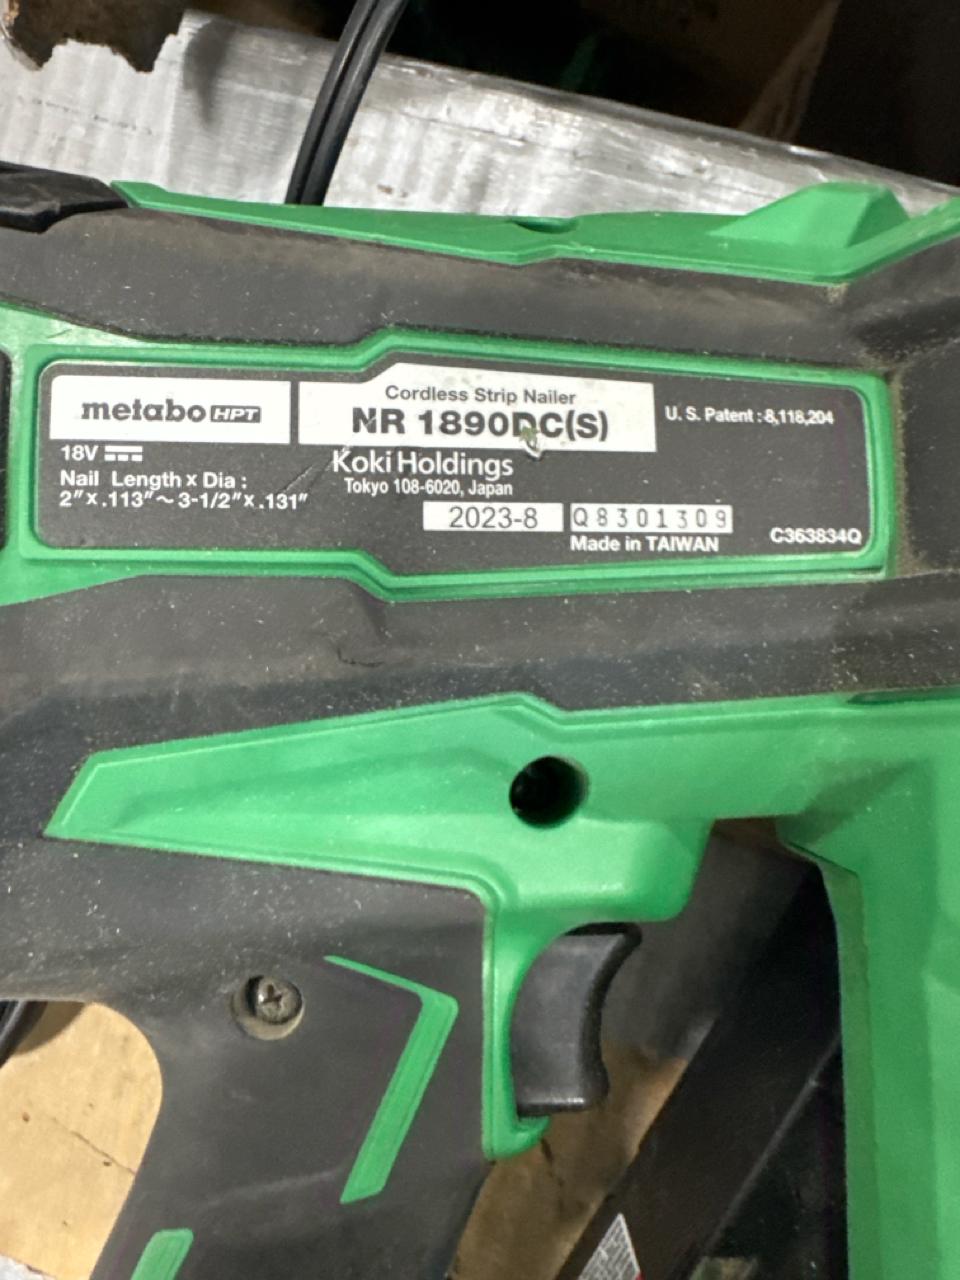 metabo HPT
Cordless Strip Nailer
NR 1890DC(S)
U. S. Patent : 8,118,204
18V
Nail Length x Dia :
2"x .113"~ 3-1/2"x .131"
Koki Holdings
Tokyo 108-6020, Japan
2023-8
Q8301309
Made in TAIWAN
C363834Q